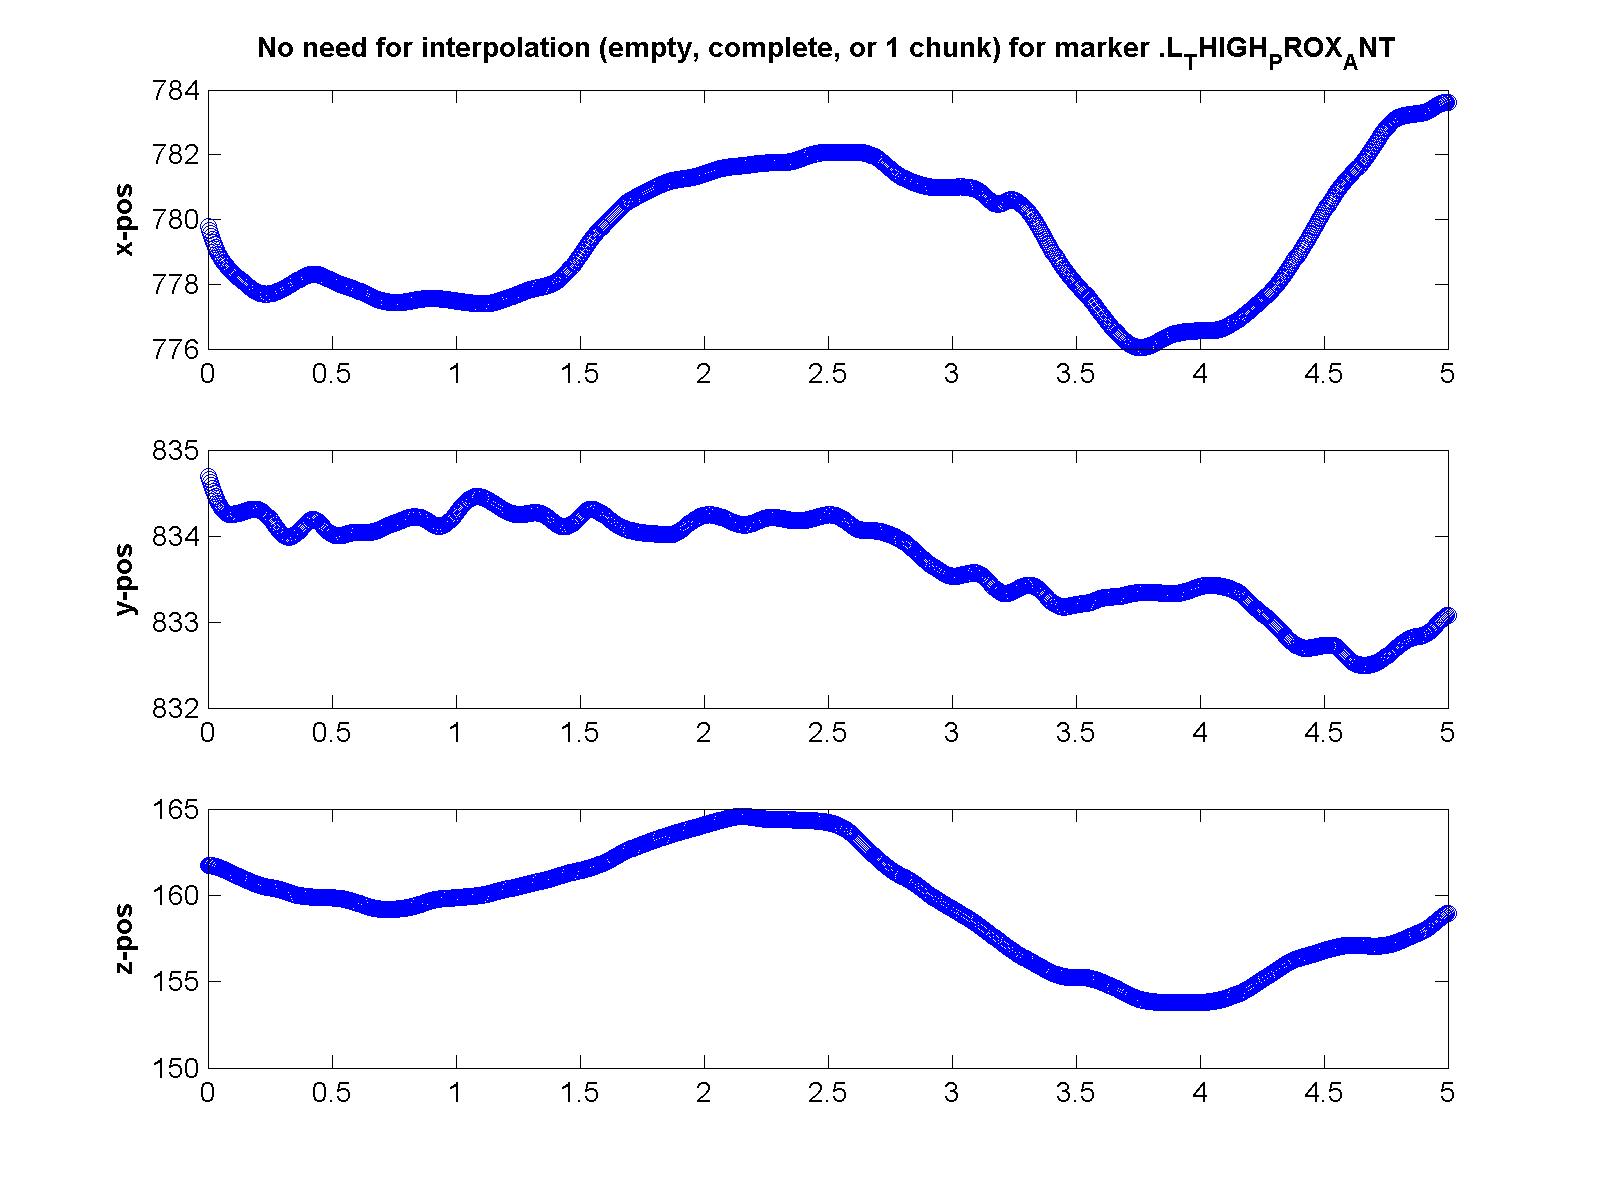 No need for interpolation (empty, complete, or 1 chunk) for marker .LTHIGHPROXANT
784
782
780
778
776
x-pos
0 0.5 1 1.5 2 2.5 3 3.5 4 4.5 5
835
834
833
832
y-pos
0 0.5 1 1.5 2 2.5 3 3.5 4 4.5 5
165
160
155
150
z-pos
0 0.5 1 1.5 2 2.5 3 3.5 4 4.5 5